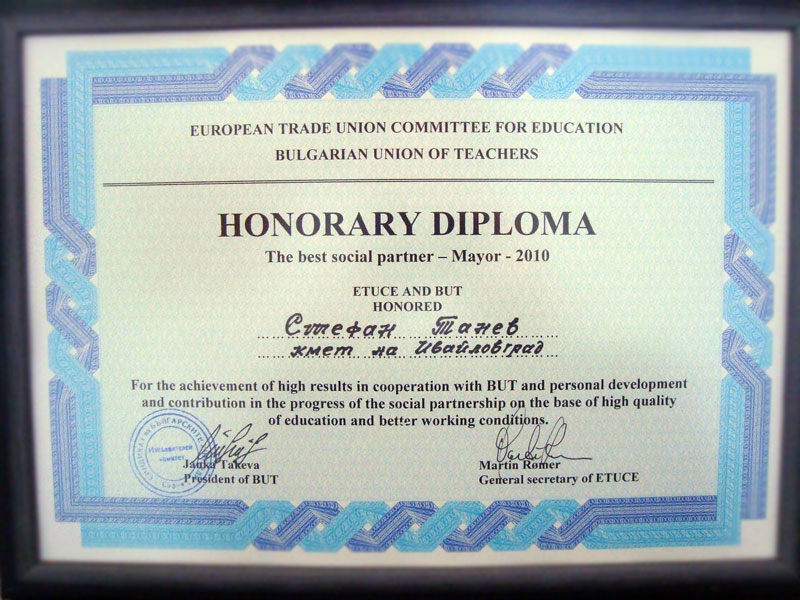 EUROPEAN TRADE UNION COMMITTEE FOR EDUCATION
BULGARIAN UNION OF TEACHERS
HONORARY DIPLOMA
The best social partner – Mayor - 2010
ETUCE AND BUT
HONORED
Стефан Танев
кмет на Ивайловград
For the achievement of high results in cooperation with BUT and personal development
and contribution in the progress of the social partnership on the base of high quality
of education and better working conditions.
Janka Takeva
President of BUT
Martin Rømer
General secretary of ETUCE